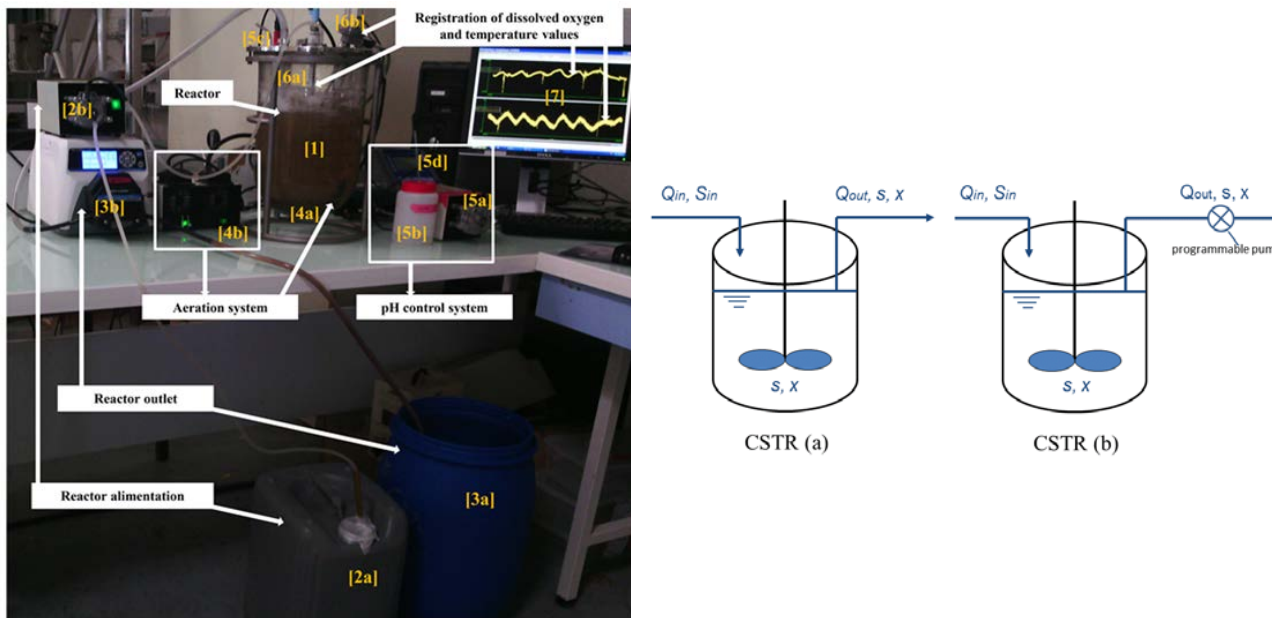 [5c]
[6b]
Registration of dissolved oxygen
and temperature values
[6a]
[2b]
Reactor
[7]
[1]
[5d]
[3b]
[5a]
[4a]
[4b]
[5b]
Aeration system
pH control system
Reactor outlet
Reactor alimentation
[3a]
[2a]
Qin, Sin
Qout, s, x
s, x
CSTR (a)
Qin, Sin
Qout, s, x
programmable pum
s, x
CSTR (b)